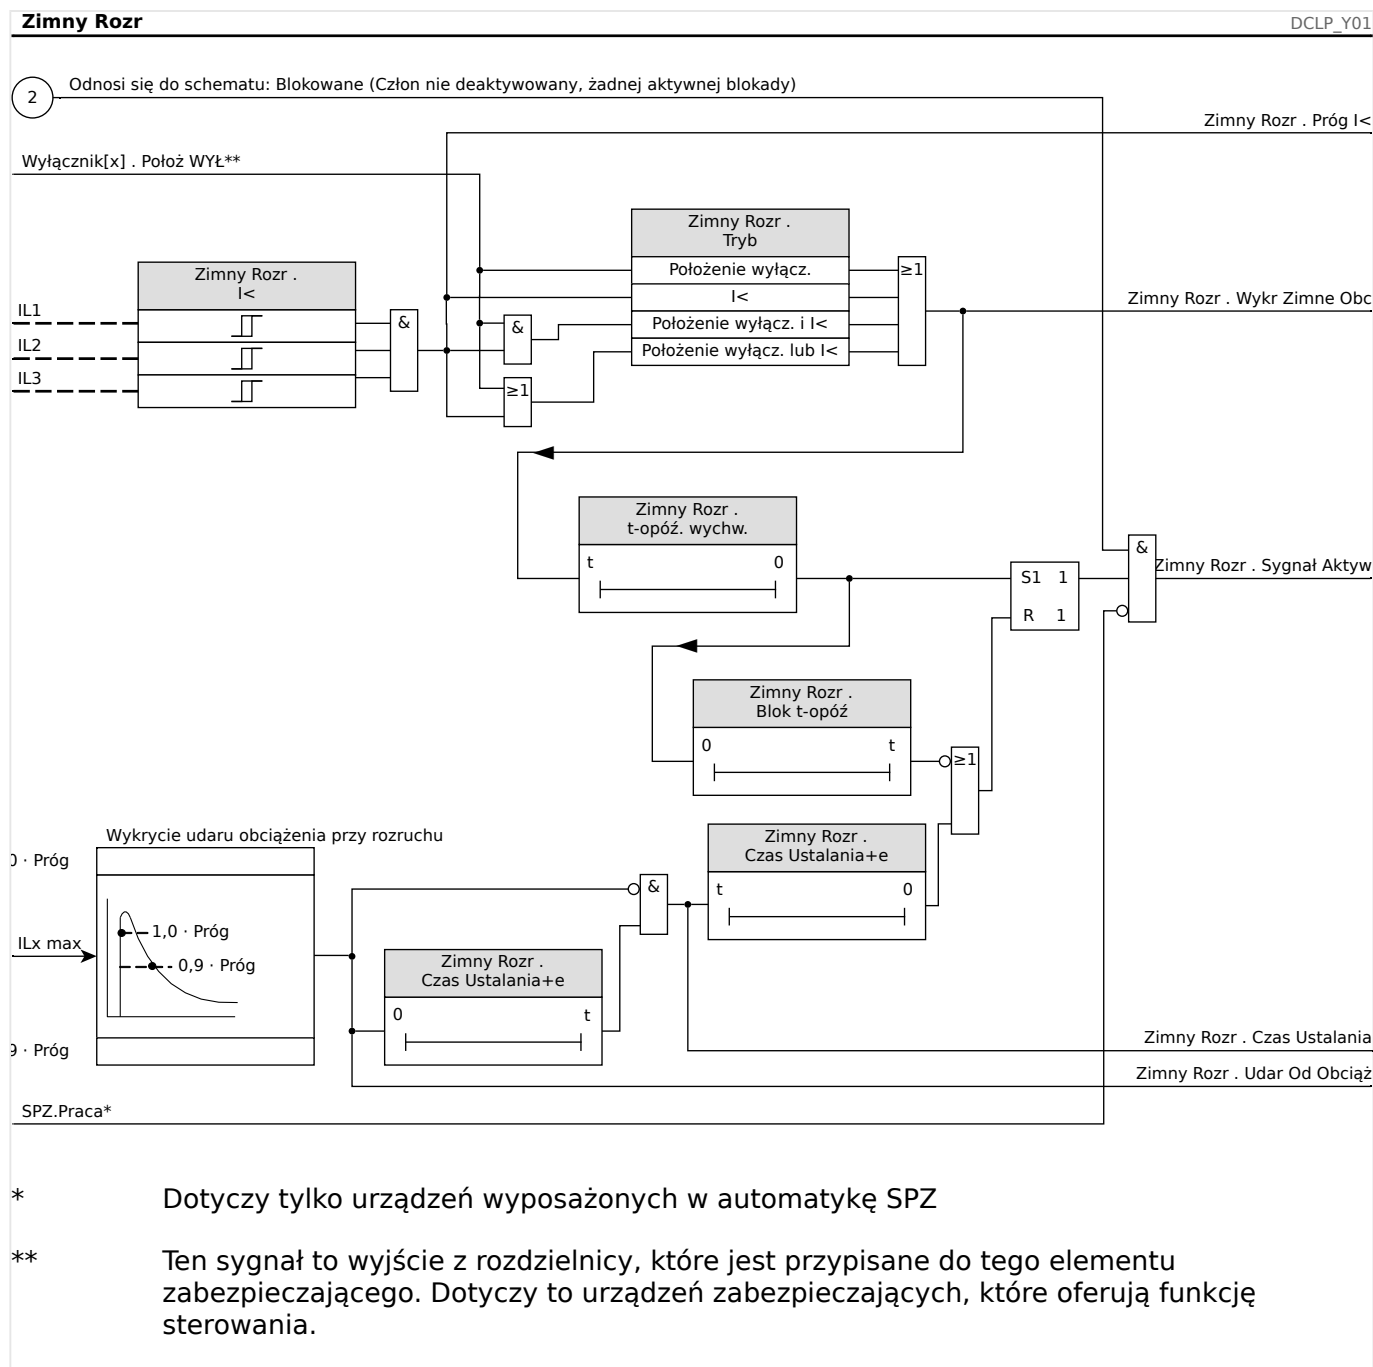 Zimny Rozr
DCLP_Y01
2
Odnosi się do schematu: Blokowane (Człon nie deaktywowany, żadnej aktywnej blokady)
Zimny Rozr . Próg I<
Wyłącznik[x] . Położ WYŁ**
Zimny Rozr .
Tryb
Położenie wyłącz.
I<
Położenie wyłącz. i I<
Położenie wyłącz. lub I<
≥1
Zimny Rozr . Wykr Zimne Obc
Zimny Rozr .
I<
IL1
IL2
IL3
&
&
≥1
Zimny Rozr .
t-opóź. wychw.
t 0
S1 1
R 1
&
Zimny Rozr . Sygnał Aktyw
Zimny Rozr .
Blok t-opóź
0 t
≥1
Wykrycie udaru obciążenia przy rozruchu
0 · Próg
ILx max
1,0 · Próg
0,9 · Próg
9 · Próg
Zimny Rozr .
Czas Ustalania+e
t 0
&
Zimny Rozr .
Czas Ustalania+e
0 t
Zimny Rozr . Czas Ustalania
Zimny Rozr . Udar Od Obciąż
SPZ.Praca*
* Dotyczy tylko urządzeń wyposażonych w automatykę SPZ
** Ten sygnał to wyjście z rozdzielnicy, które jest przypisane do tego elementu
zabezpieczającego. Dotyczy to urządzeń zabezpieczających, które oferują funkcję
sterowania.